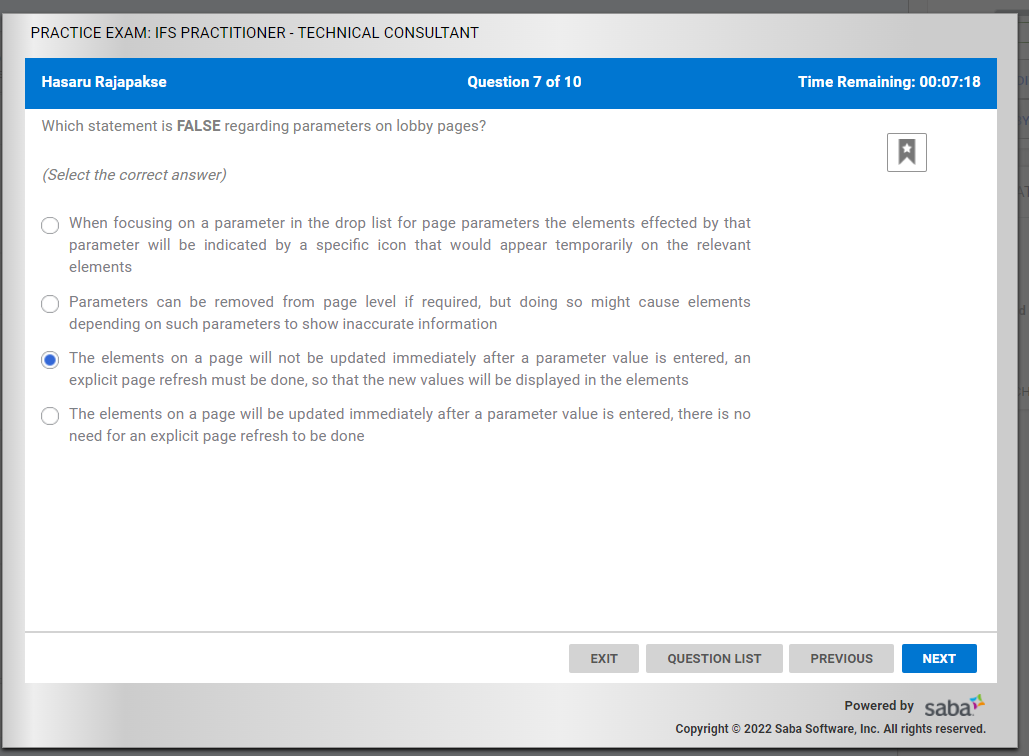 PRACTICE EXAM: IFS PRACTITIONER - TECHNICAL CONSULTANT
Hasaru Rajapakse Question 7 of 10 Time Remaining: 00:07:18
Which statement is FALSE regarding parameters on lobby pages?
(Select the correct answer)
When focusing on a parameter in the drop list for page parameters the elements effected by that
parameter will be indicated by a specific icon that would appear temporarily on the relevant
elements
Parameters can be removed from page level if required, but doing so might cause elements
depending on such parameters to show inaccurate information
The elements on a page will not be updated immediately after a parameter value is entered, an
explicit page refresh must be done, so that the new values will be displayed in the elements
The elements on a page will be updated immediately after a parameter value is entered, there is no
need for an explicit page refresh to be done
EXIT QUESTION LIST PREVIOUS NEXT
Powered by saba
Copyright © 2022 Saba Software, Inc. All rights reserved.